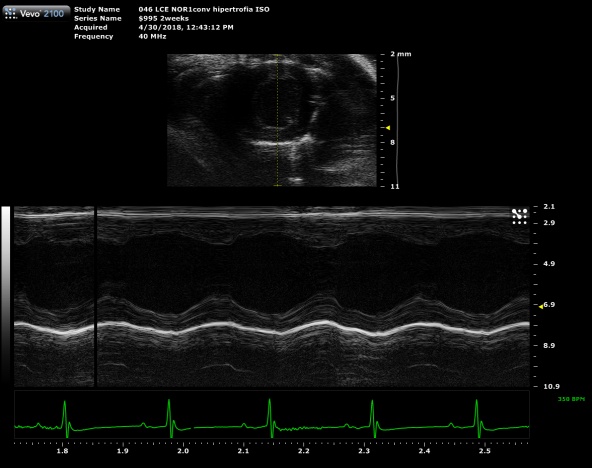 Vevo 2100
Study Name 046 LCE NOR1conv hipertrofia ISO
Series Name S995 2weeks
Acquired 4/30/2018, 12:43:12 PM
Frequency 40 MHz
2 mm
5
8
11
2.1
2.9
4.9
6.9
8.9
10.9
358 BPM
1.8 1.9 2.0 2.1 2.2 2.3 2.4 2.5